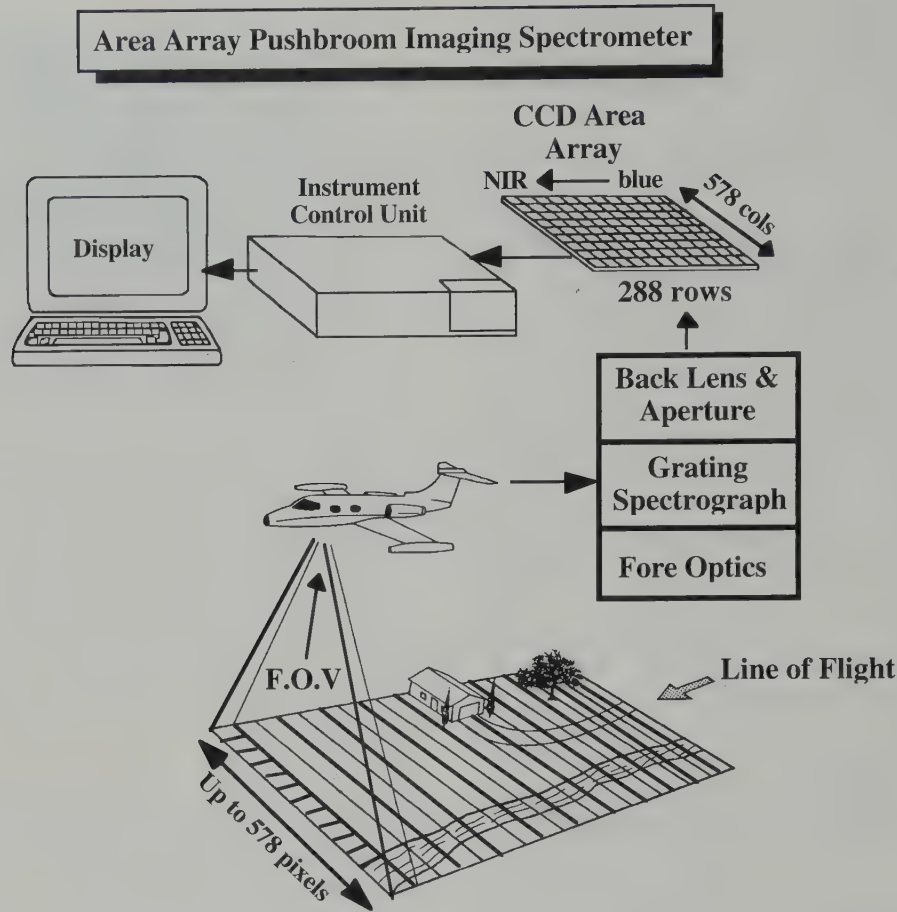 Area Array Pushbroom Imaging Spectrometer
CCD Area
Array
NIR
blue
578 cols
Instrument
Control Unit
Display
288 rows
Back Lens &
Aperture
Grating
Spectrograph
Fore Optics
F.O.V
Line of Flight
Up to 578 pixels